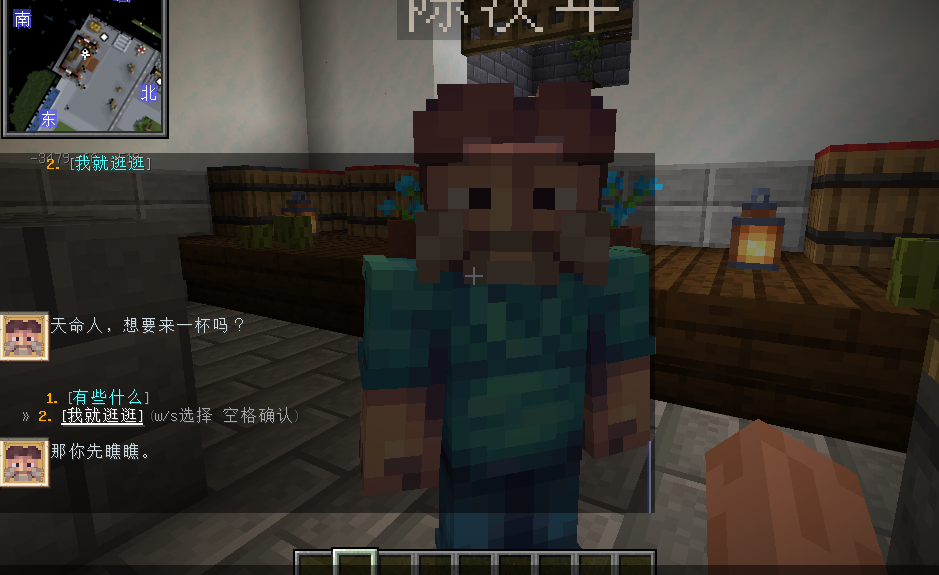 南
北
东
2. [我就逛逛]
天命人，想要来一杯吗？
1. [有些什么]
» 2. [我就逛逛](w/s选择 空格确认)
那你先瞧瞧。